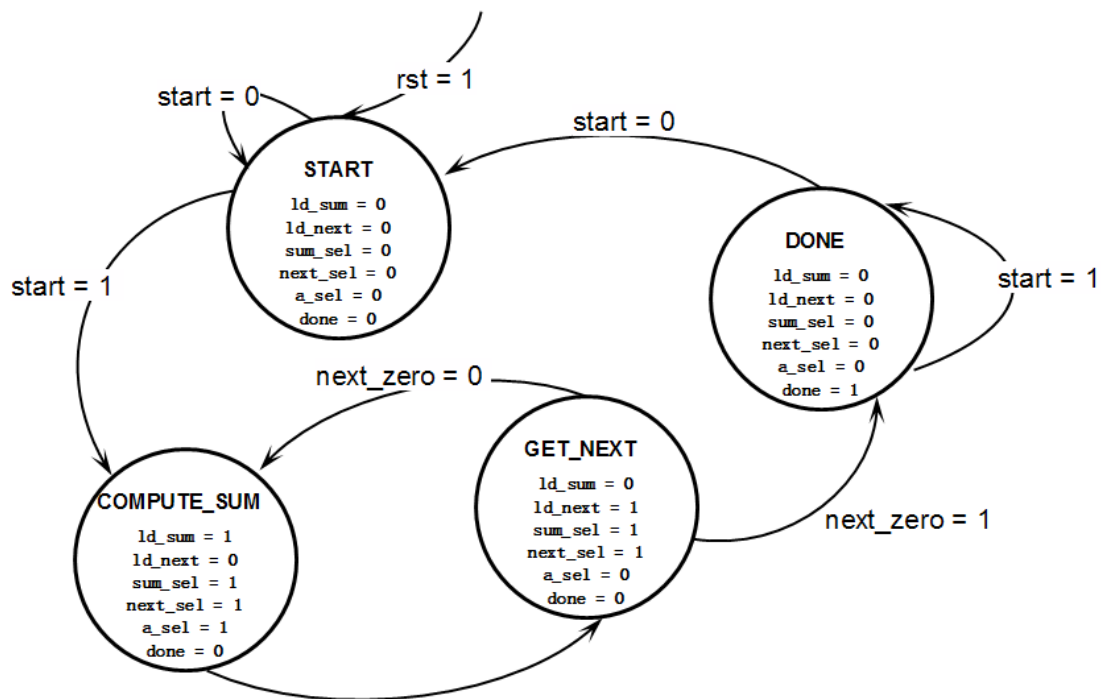 rst = 1
start = 0
start = 0
START
ld_sum = 0
ld_next = 0
sum_sel = 0
next_sel = 0
a_sel = 0
done = 0
DONE
ld_sum = 0
ld_next = 0
sum_sel = 0
next_sel = 0
a_sel = 0
done = 1
start = 1
start = 1
next_zero = 0
GET_NEXT
ld_sum = 0
ld_next = 1
sum_sel = 1
next_sel = 1
a_sel = 0
done = 0
next_zero = 1
COMPUTE_SUM
ld_sum = 1
ld_next = 0
sum_sel = 1
next_sel = 1
a_sel = 1
done = 0